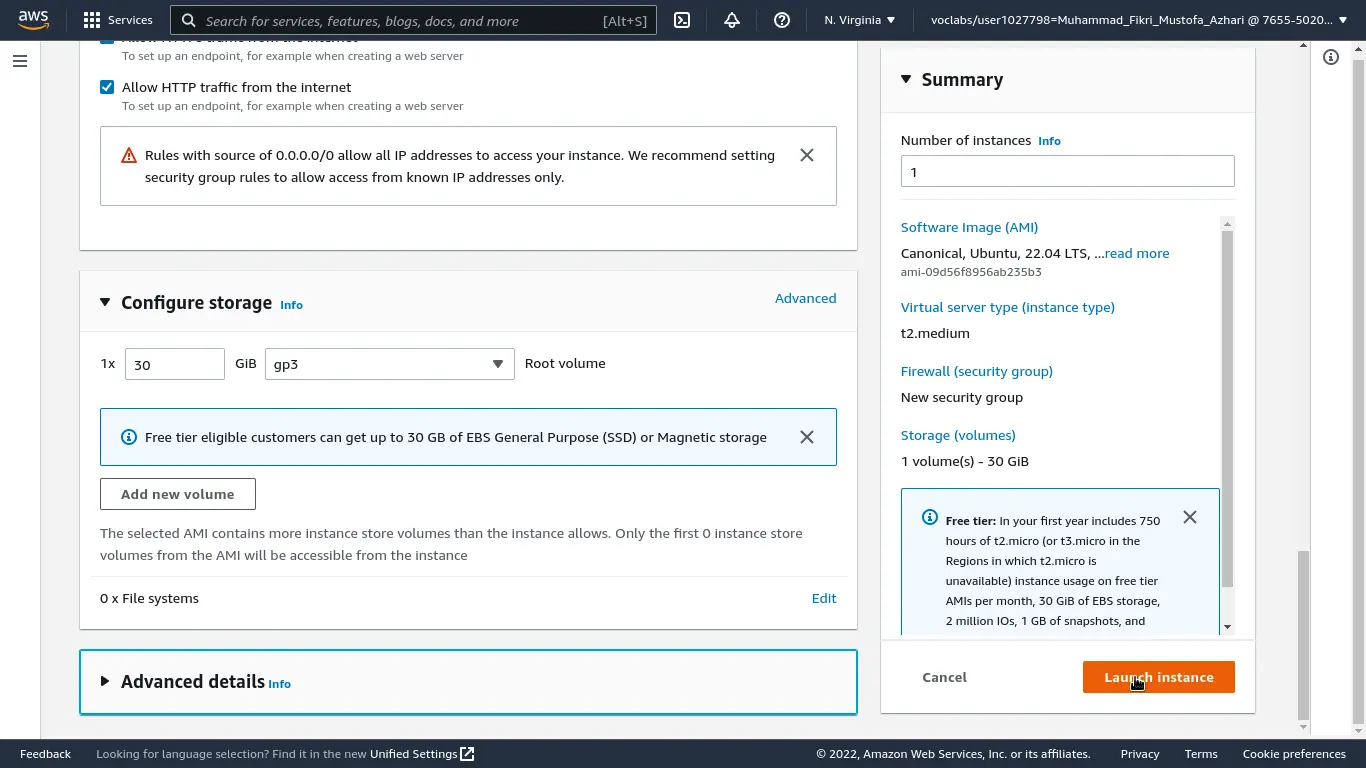 aws
Services
Search for services, features, blogs, docs, and more [Alt+S]
N. Virginia
voclabs/user1027798=Muhammad_Fikri_Mustofa_Azhari @ 7655-5020...
To set up an endpoint, for example when creating a web server
Allow HTTP traffic from the internet
To set up an endpoint, for example when creating a web server
Rules with source of 0.0.0.0/0 allow all IP addresses to access your instance. We recommend setting
security group rules to allow access from known IP addresses only.
Configure storage Info
Advanced
1x
30
GiB
gp3
Root volume
Free tier eligible customers can get up to 30 GB of EBS General Purpose (SSD) or Magnetic storage
Add new volume
The selected AMI contains more instance store volumes than the instance allows. Only the first 0 instance store
volumes from the AMI will be accessible from the instance
0 x File systems
Edit
Advanced details Info
Summary
Number of instances Info
1
Software Image (AMI)
Canonical, Ubuntu, 22.04 LTS, ...read more
ami-09d56f8956ab235b3
Virtual server type (instance type)
t2.medium
Firewall (security group)
New security group
Storage (volumes)
1 volume(s) - 30 GiB
Free tier: In your first year includes 750
hours of t2.micro (or t3.micro in the
Regions in which t2.micro is
unavailable) instance usage on free tier
AMIs per month, 30 GiB of EBS storage,
2 million IOs, 1 GB of snapshots, and
Cancel
Launch instance
Feedback
Looking for language selection? Find it in the new Unified Settings
© 2022, Amazon Web Services, Inc. or its affiliates.
Privacy
Terms
Cookie preferences